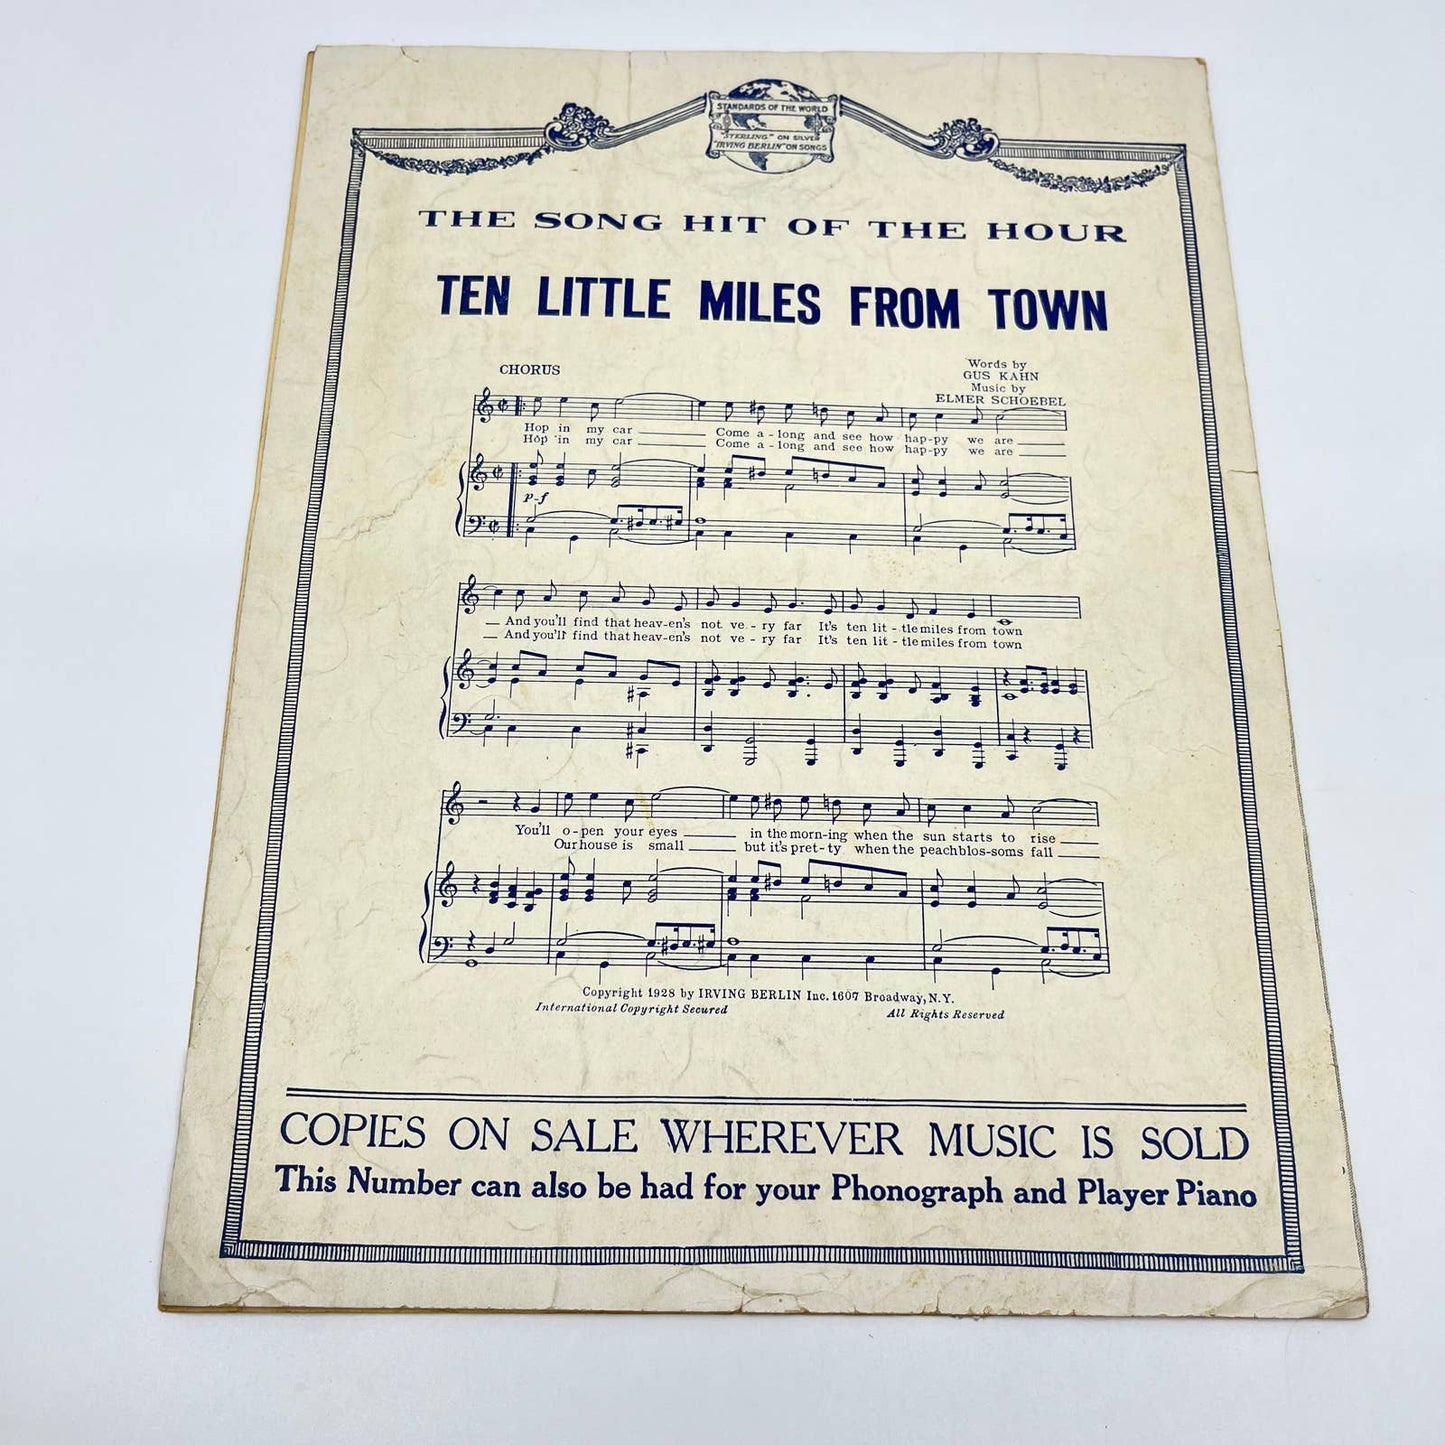 STANDARDS OF THE WORLD
"STERLING" ON SILVER
"IRVING BERLIN" ON SONGS
THE SONG HIT OF THE HOUR
TEN LITTLE MILES FROM TOWN
Words by
GUS KAHN
Music by
ELMER SCHOEBEL
CHORUS
Hop in my car Come a-long and see how hap-py we are
Hop in my car Come a-long and see how hap-py we are
p-f
And you'll find that heav-en's not ve-ry far It's ten lit-tle miles from town
And you'll find that heav-en's not ve-ry far It's ten lit-tle miles from town
You'll o-pen your eyes in the morn-ing when the sun starts to rise
Our house is small but it's pret-ty when the peach blos-soms fall
Copyright 1928 by IRVING BERLIN Inc. 1607 Broadway, N.Y.
International Copyright Secured All Rights Reserved
COPIES ON SALE WHEREVER MUSIC IS SOLD
This Number can also be had for your Phonograph and Player Piano